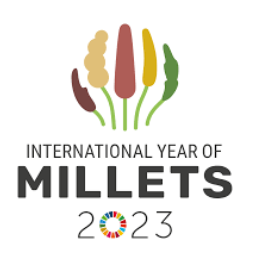 INTERNATIONAL YEAR OF
MILLETS
2023